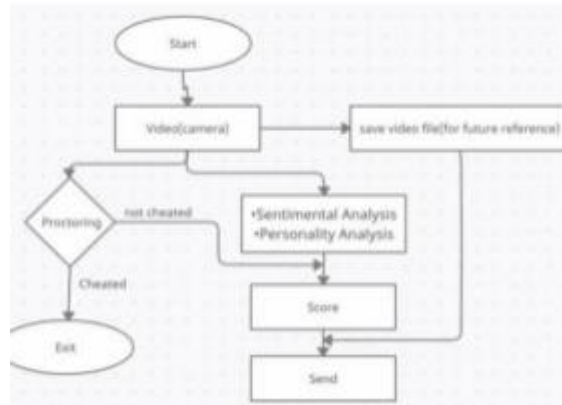 Start
Video(camera)
save video file(for future reference)
Proctoring
not cheated
•Sentimental Analysis
•Personality Analysis
Cheated
Score
Exit
Send